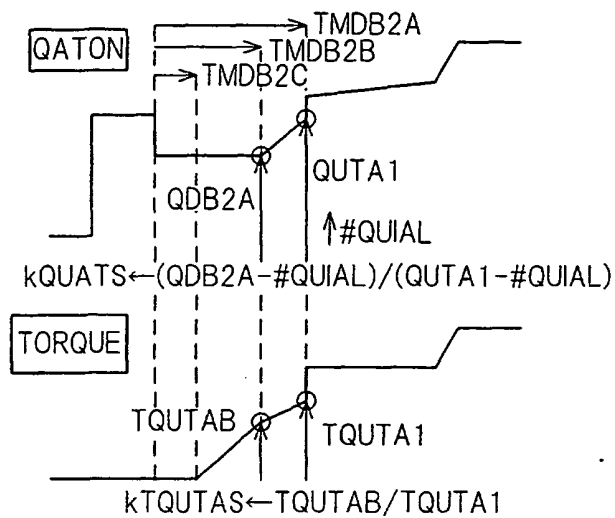 TMDB2A
QATON
TMDB2B
TMDB2C
QDB2A
QUTA1
↑#QUIAL
kQUATS←(QDB2A-#QUIAL)/(QUTA1-#QUIAL)
TORQUE
TQUTAB
TQUTA1
kTQUTAS←TQUTAB/TQUTA1